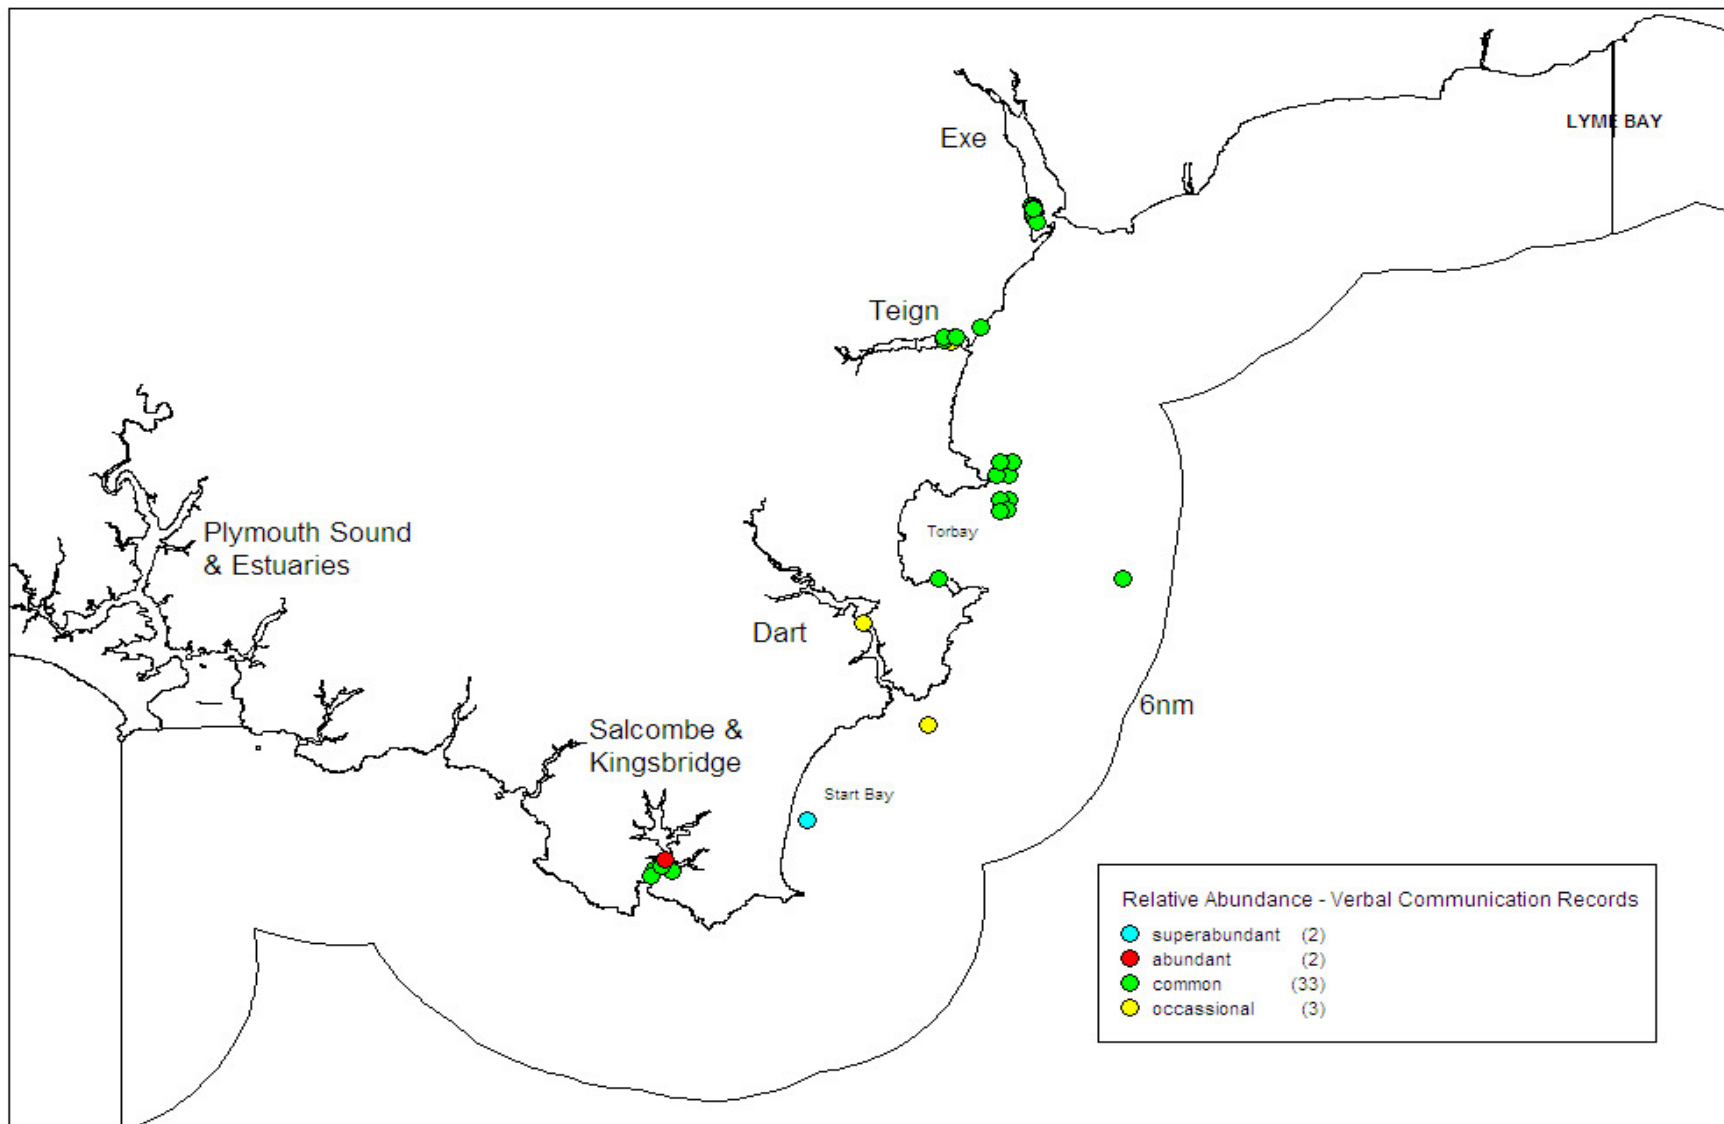 LYME BAY
Exe
Teign
Plymouth Sound
& Estuaries
Torbay
Dart
6nm
Salcombe &
Kingsbridge
Start Bay
Relative Abundance - Verbal Communication Records
superabundant (2)
abundant (2)
common (33)
occassional (3)